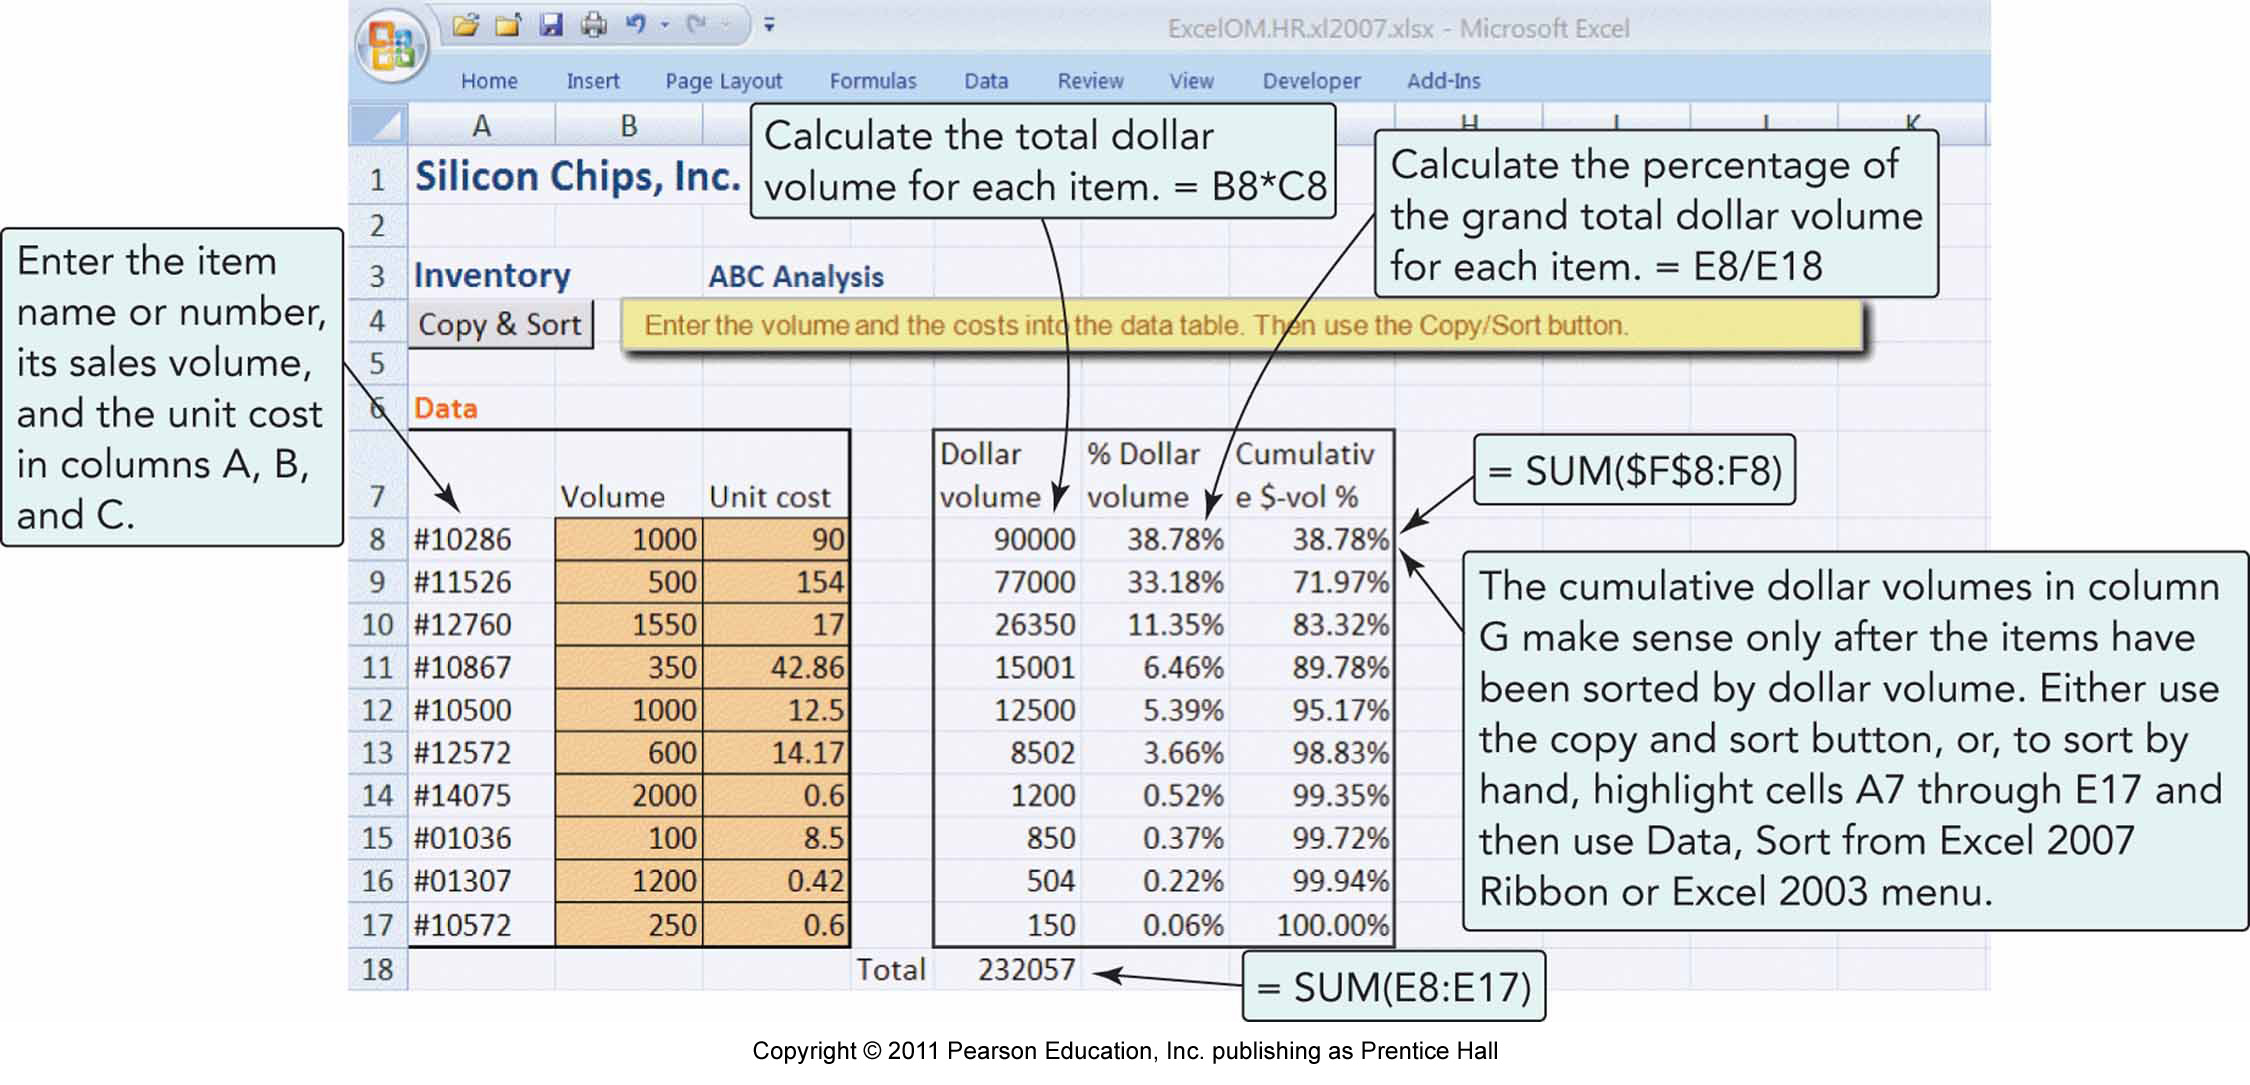 ExcelOM.HR.xl2007.xlsx - Microsoft Excel
Home Insert Page Layout Formulas Data Review View Developer Add-Ins
A B H I J K
Calculate the total dollar
volume for each item. = B8*C8
Calculate the percentage of
the grand total dollar volume
for each item. = E8/E18
1 Silicon Chips, Inc.
2
Enter the item
name or number,
its sales volume,
and the unit cost
in columns A, B,
and C.
3 Inventory ABC Analysis
4 Copy & Sort Enter the volume and the costs into the data table. Then use the Copy/Sort button.
5
6 Data
Dollar % Dollar Cumulativ
7 Volume Unit cost volume volume e $-vol %
= SUM($F$8:F8)
8 #10286 1000 90 90000 38.78% 38.78%
9 #11526 500 154 77000 33.18% 71.97%
10 #12760 1550 17 26350 11.35% 83.32%
11 #10867 350 42.86 15001 6.46% 89.78%
12 #10500 1000 12.5 12500 5.39% 95.17%
13 #12572 600 14.17 8502 3.66% 98.83%
14 #14075 2000 0.6 1200 0.52% 99.35%
15 #01036 100 8.5 850 0.37% 99.72%
16 #01307 1200 0.42 504 0.22% 99.94%
17 #10572 250 0.6 150 0.06% 100.00%
18 Total 232057
The cumulative dollar volumes in column
G make sense only after the items have
been sorted by dollar volume. Either use
the copy and sort button, or, to sort by
hand, highlight cells A7 through E17 and
then use Data, Sort from Excel 2007
Ribbon or Excel 2003 menu.
= SUM(E8:E17)
Copyright © 2011 Pearson Education, Inc. publishing as Prentice Hall